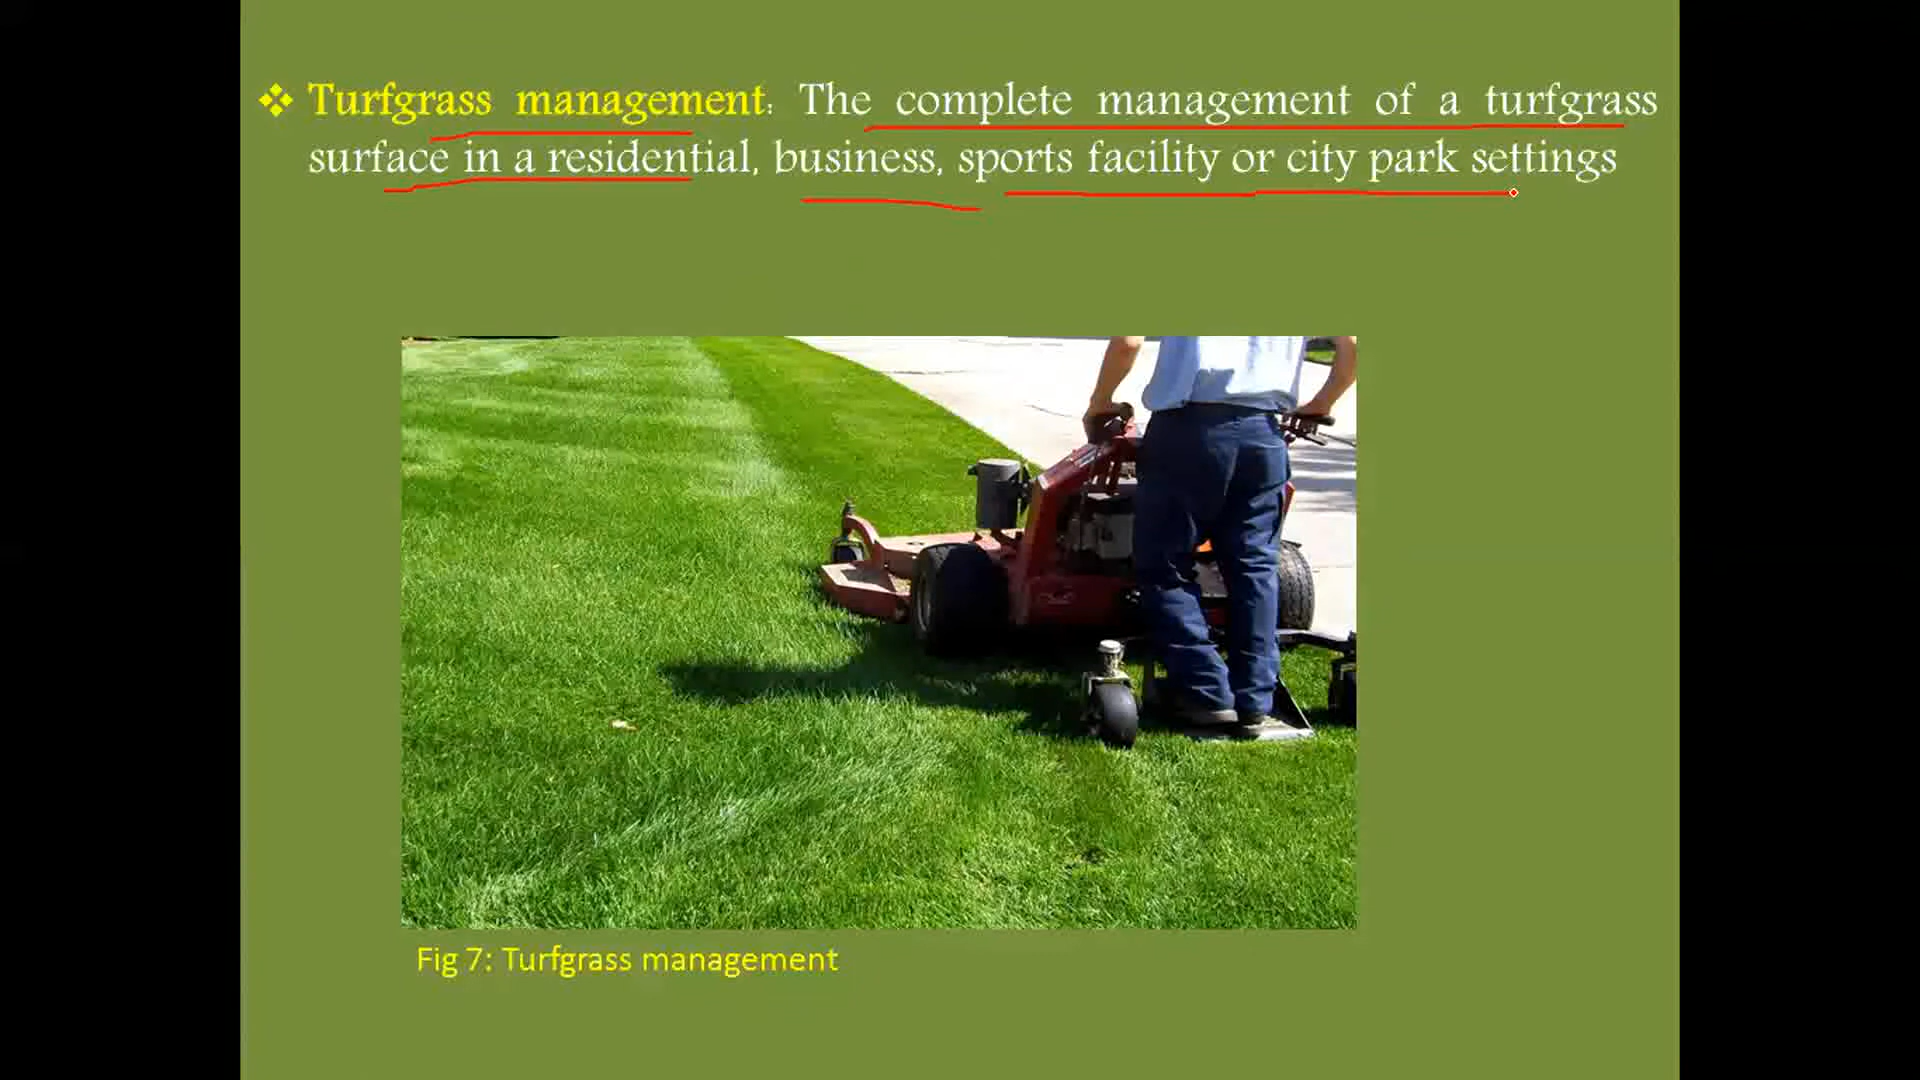 ❖ Turfgrass management: The complete management of a turfgrass
surface in a residential, business, sports facility or city park settings
Fig 7: Turfgrass management